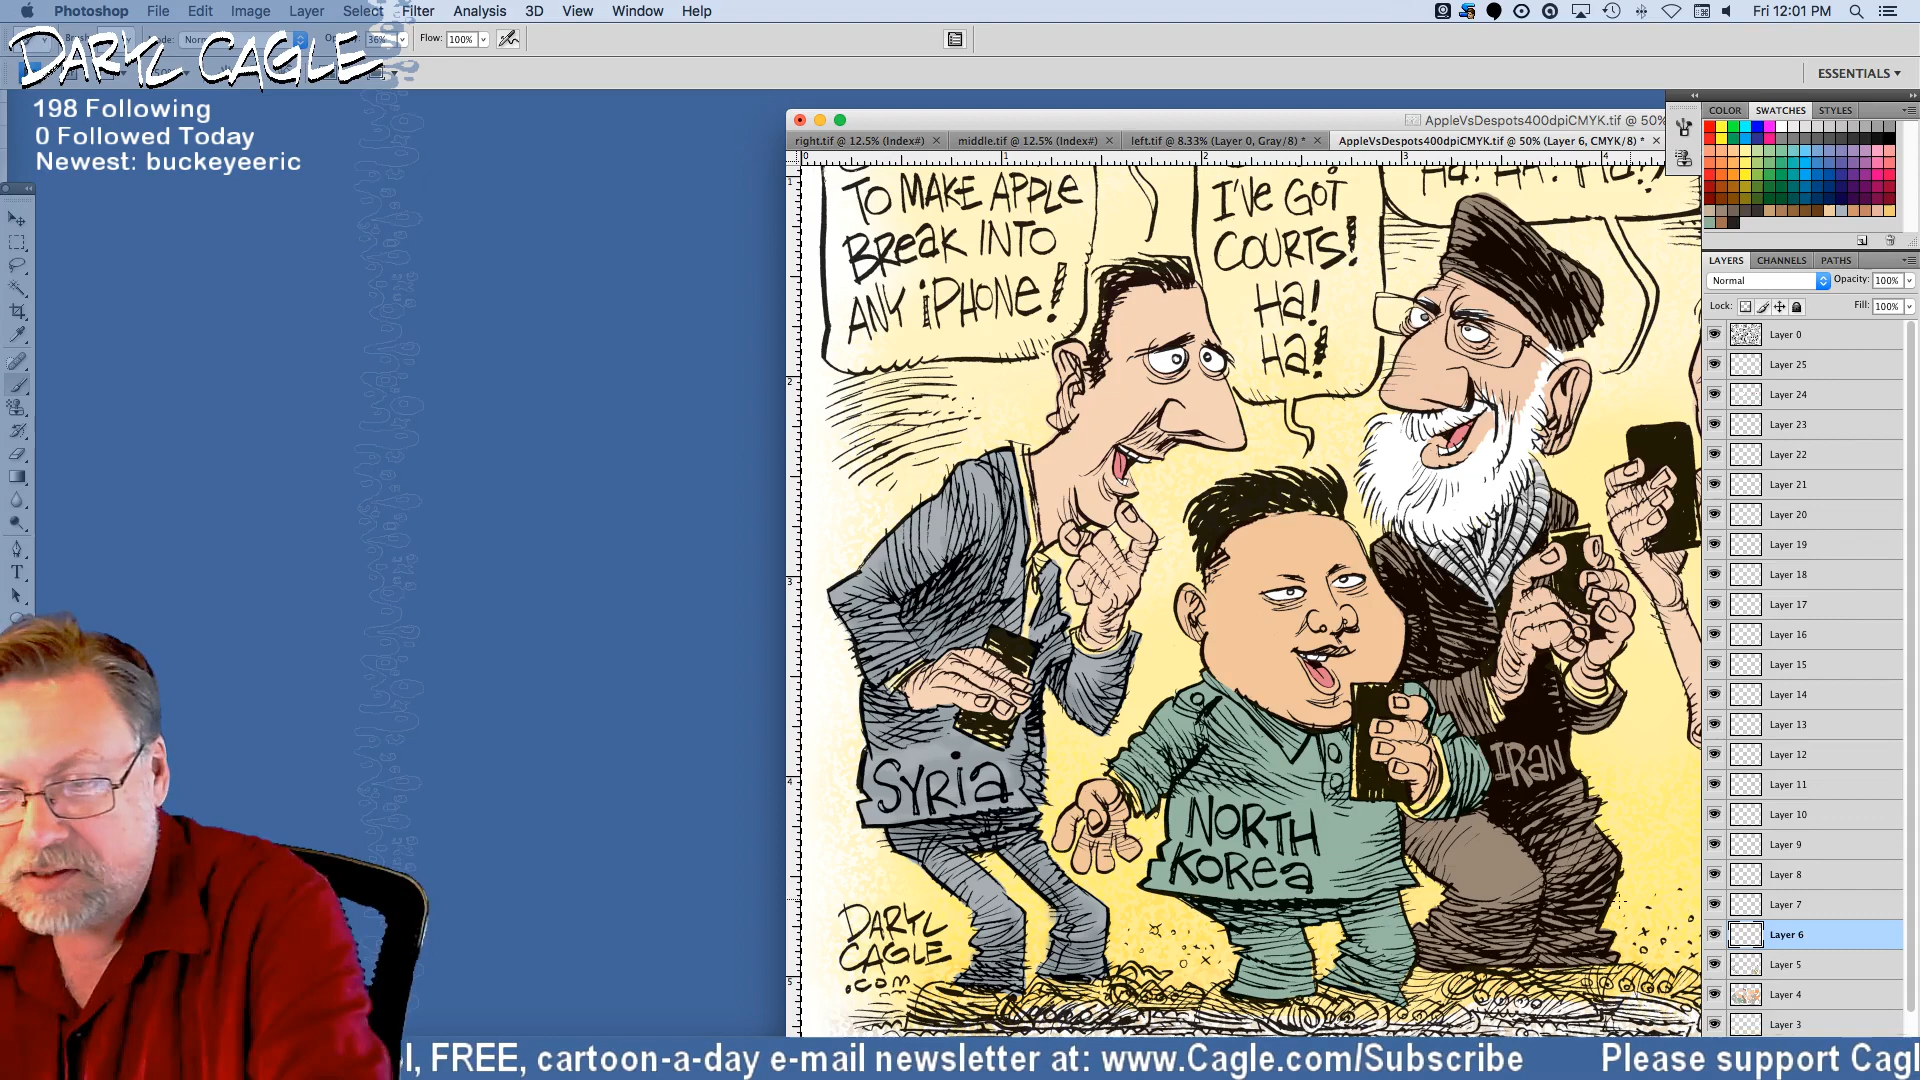 Photoshop File Edit Image Layer Select Filter Analysis 3D View Window Help
Fri 12:01 PM
Flow: 100%
DARYL CAGLE
ESSENTIALS
198 Following
0 Followed Today
Newest: buckeyeeric
AppleVsDespots400dpiCMYK.tif @ 50%
right.tif @ 12.5% (Index#)
middle.tif @ 12.5% (Index#)
left.tif @ 8.33% (Layer 0, Gray/8) *
AppleVsDespots400dpiCMYK.tif @ 50% (Layer 6, CMYK/8) *
COLOR SWATCHES STYLES
TO MAKE APPLE
BREAK INTO
ANY iPHONE!
I'VE GOT
COURTS!
HA!
HA!
HA! HA! HA!
SYRIA
NORTH
KOREA
IRAN
DARYL
CAGLE
.com
LAYERS CHANNELS PATHS
Normal
Opacity: 100%
Lock:
Fill: 100%
Layer 0
Layer 25
Layer 24
Layer 23
Layer 22
Layer 21
Layer 20
Layer 19
Layer 18
Layer 17
Layer 16
Layer 15
Layer 14
Layer 13
Layer 12
Layer 11
Layer 10
Layer 9
Layer 8
Layer 7
Layer 6
Layer 5
Layer 4
Layer 3
FREE, cartoon-a-day e-mail newsletter at: www.Cagle.com/Subscribe Please support Cagl